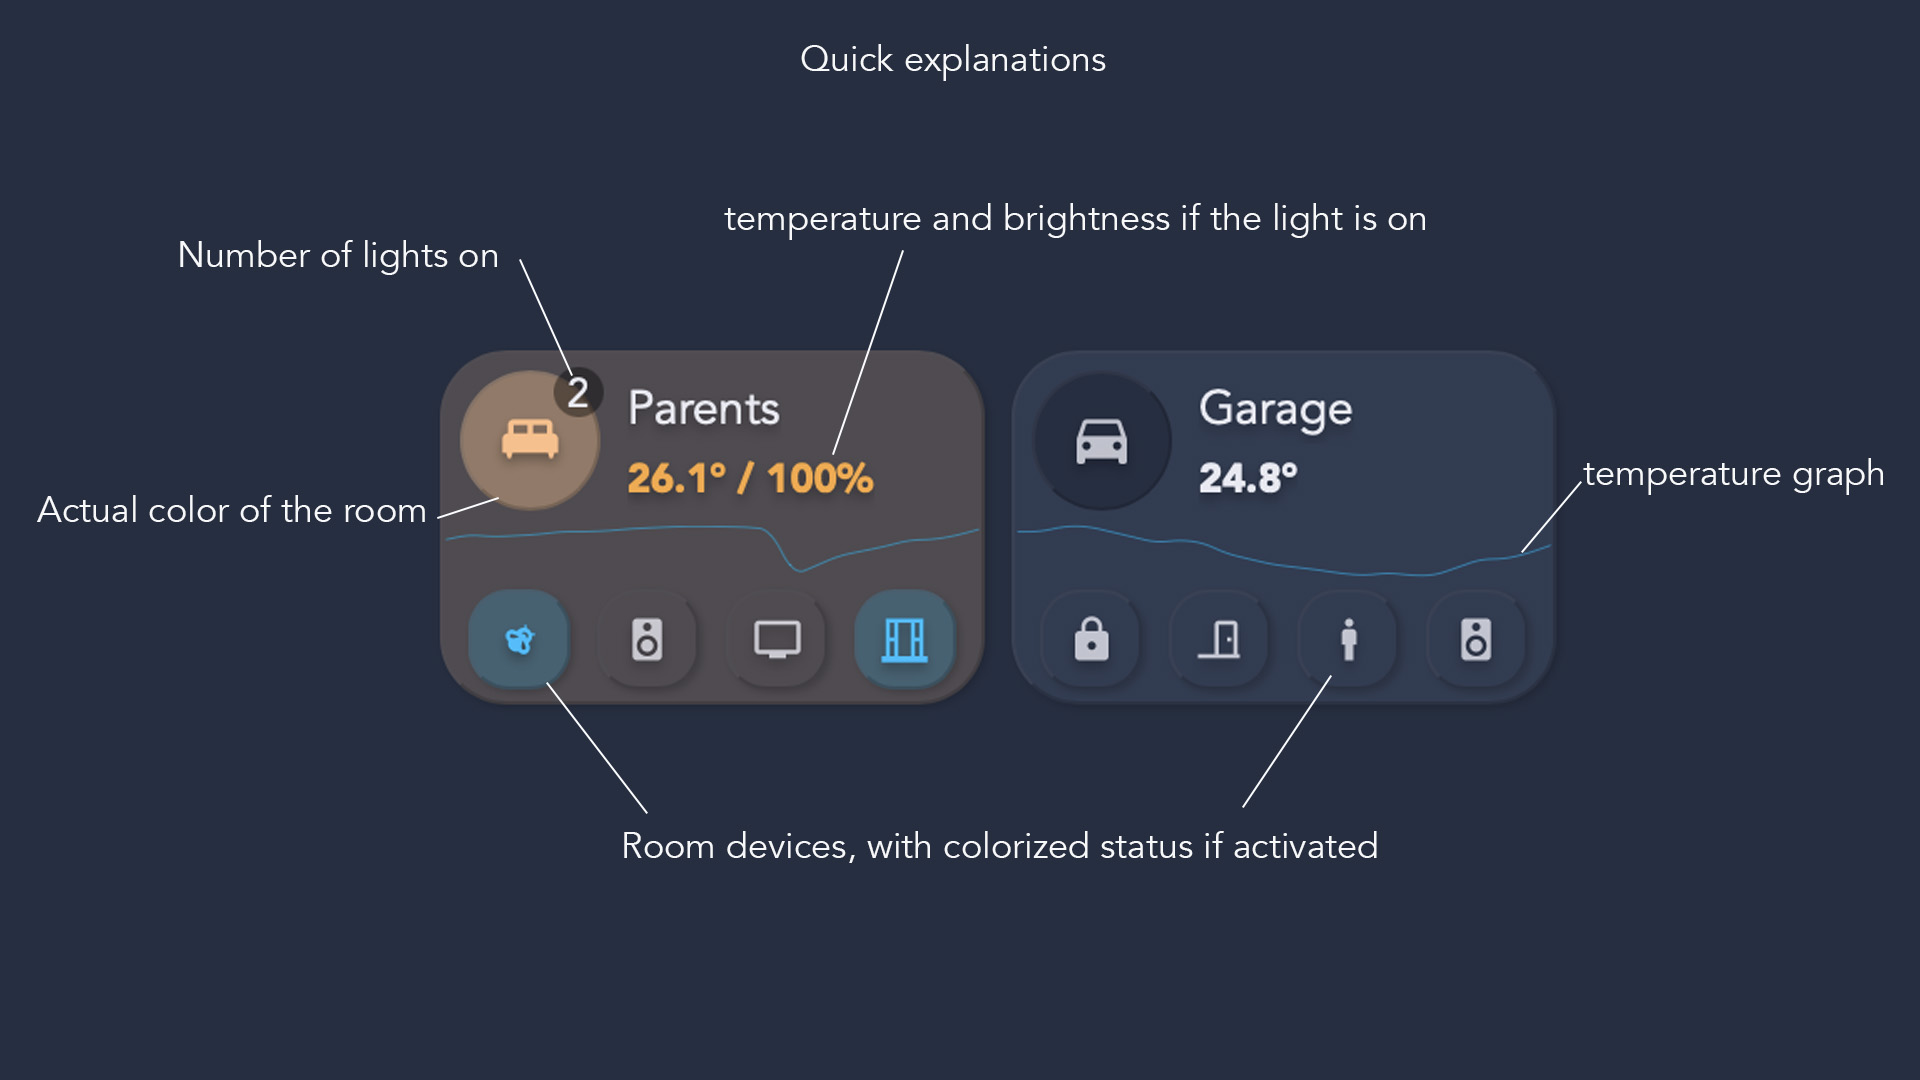 Quick explanations
temperature and brightness if the light is on
Number of lights on
2
Parents
26.1° / 100%
Garage
24.8°
temperature graph
Actual color of the room
Room devices, with colorized status if activated